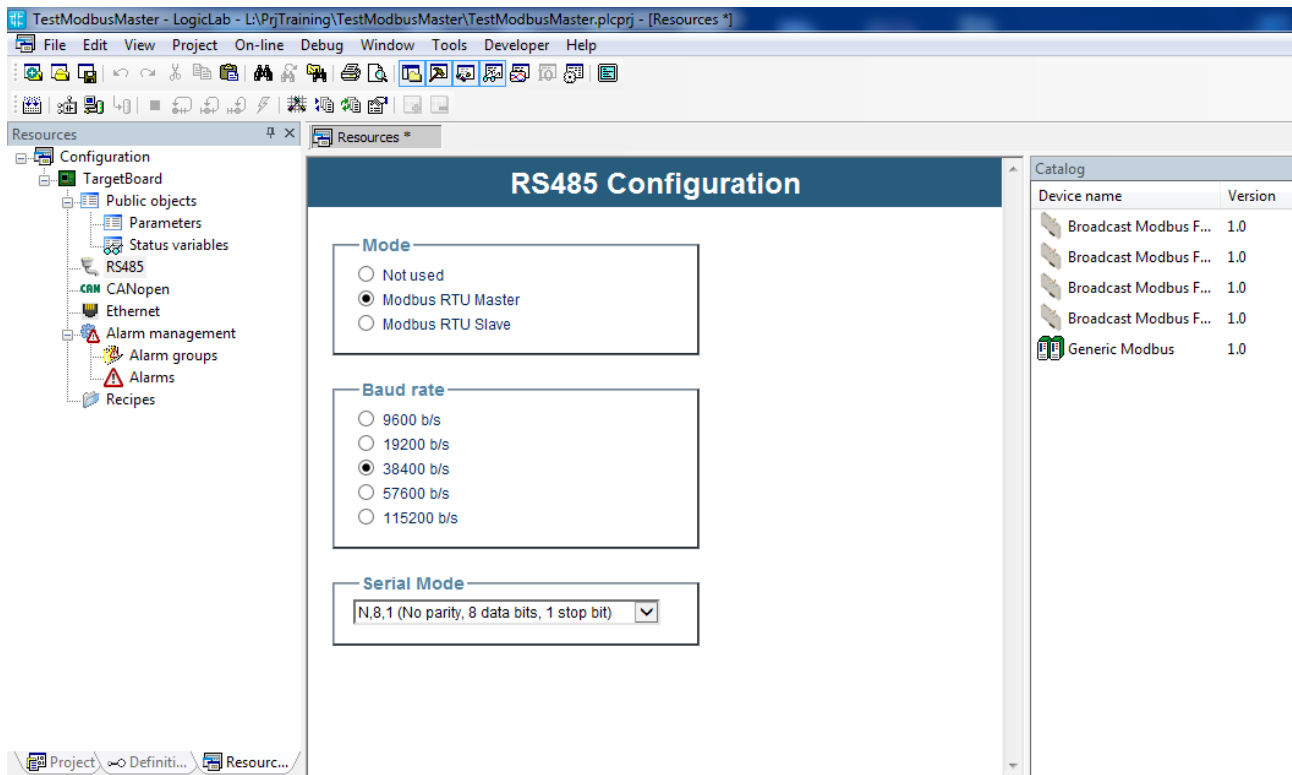 TestModbusMaster - LogicLab - L:\PrjTraining\TestModbusMaster\TestModbusMaster.plcprj - [Resources *]
File Edit View Project On-line Debug Window Tools Developer Help
Resources
Configuration
TargetBoard
Public objects
Parameters
Status variables
RS485
CAN CANopen
Ethernet
Alarm management
Alarm groups
Alarms
Recipes
Project Definiti... Resourc...
Resources *
RS485 Configuration
Mode
Not used
Modbus RTU Master
Modbus RTU Slave
Baud rate
9600 b/s
19200 b/s
38400 b/s
57600 b/s
115200 b/s
Serial Mode
N,8,1 (No parity, 8 data bits, 1 stop bit)
Catalog
Device name Version
Broadcast Modbus F... 1.0
Broadcast Modbus F... 1.0
Broadcast Modbus F... 1.0
Broadcast Modbus F... 1.0
Generic Modbus 1.0